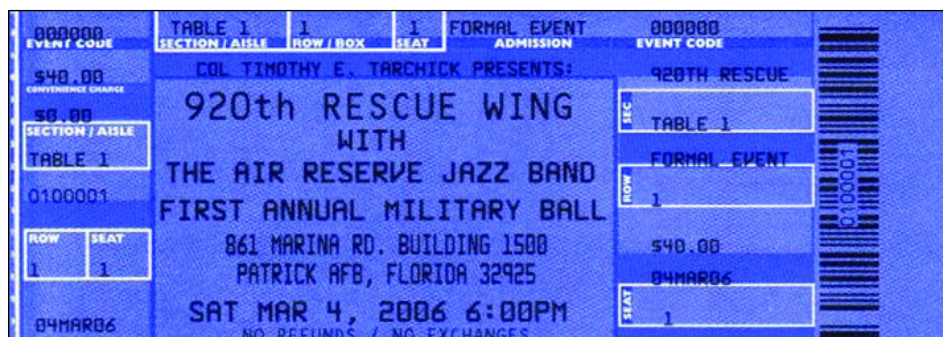 000000
EVENT CODE
$40.00
CONVENIENCE CHARGE
$0.00
SECTION / AISLE
TABLE 1
0100001
ROW SEAT
1 1
04MAR06
TABLE 1 1 1 FORMAL EVENT
SECTION / AISLE ROW / BOX SEAT ADMISSION
COL TIMOTHY E. TARCHICK PRESENTS:
920th RESCUE WING
WITH
THE AIR RESERVE JAZZ BAND
FIRST ANNUAL MILITARY BALL
861 MARINA RD. BUILDING 1500
PATRICK AFB, FLORIDA 32925
SAT MAR 4, 2006 6:00PM
NO REFUNDS / NO EXCHANGES
000000
EVENT CODE
920TH RESCUE
SEC
TABLE 1
FORMAL EVENT
ROW
1
$40.00
04MAR06
SEAT
1
0100001